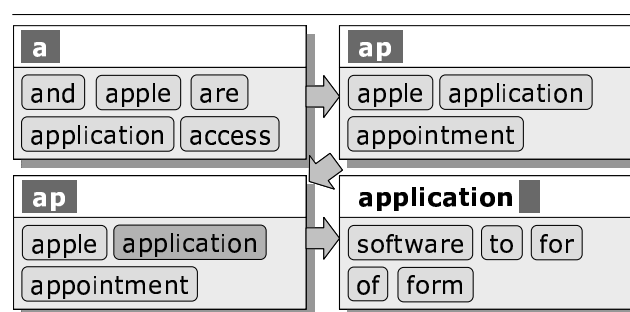 a
and apple are
application access
ap
apple application
appointment
ap
apple application
appointment
application
software to for
of form